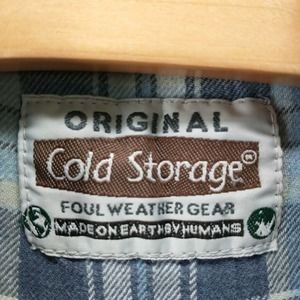 ORIGINAL
Cold Storage®
FOUL WEATHER GEAR
MADE ON EARTH BY HUMANS